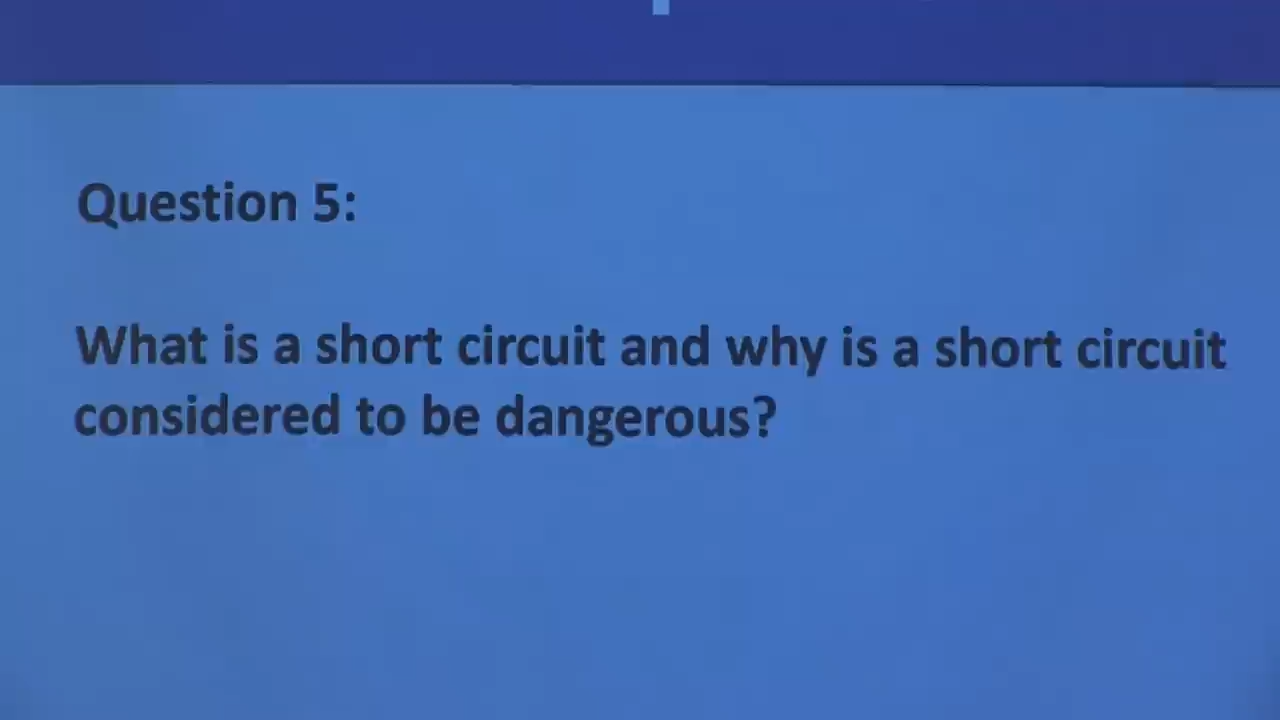 Question 5:
What is a short circuit and why is a short circuit
considered to be dangerous?